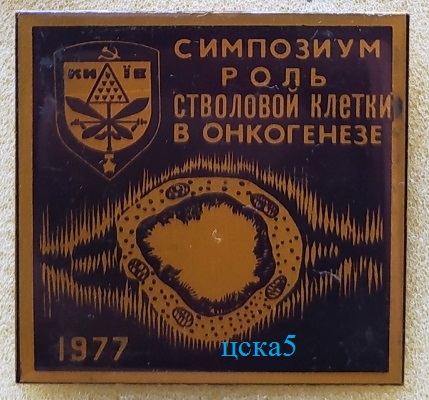 КИЇВ
СИМПОЗИУМ
РОЛЬ
СТВОЛОВОЙ КЛЕТКИ
В ОНКОГЕНЕЗЕ
1977
цска5